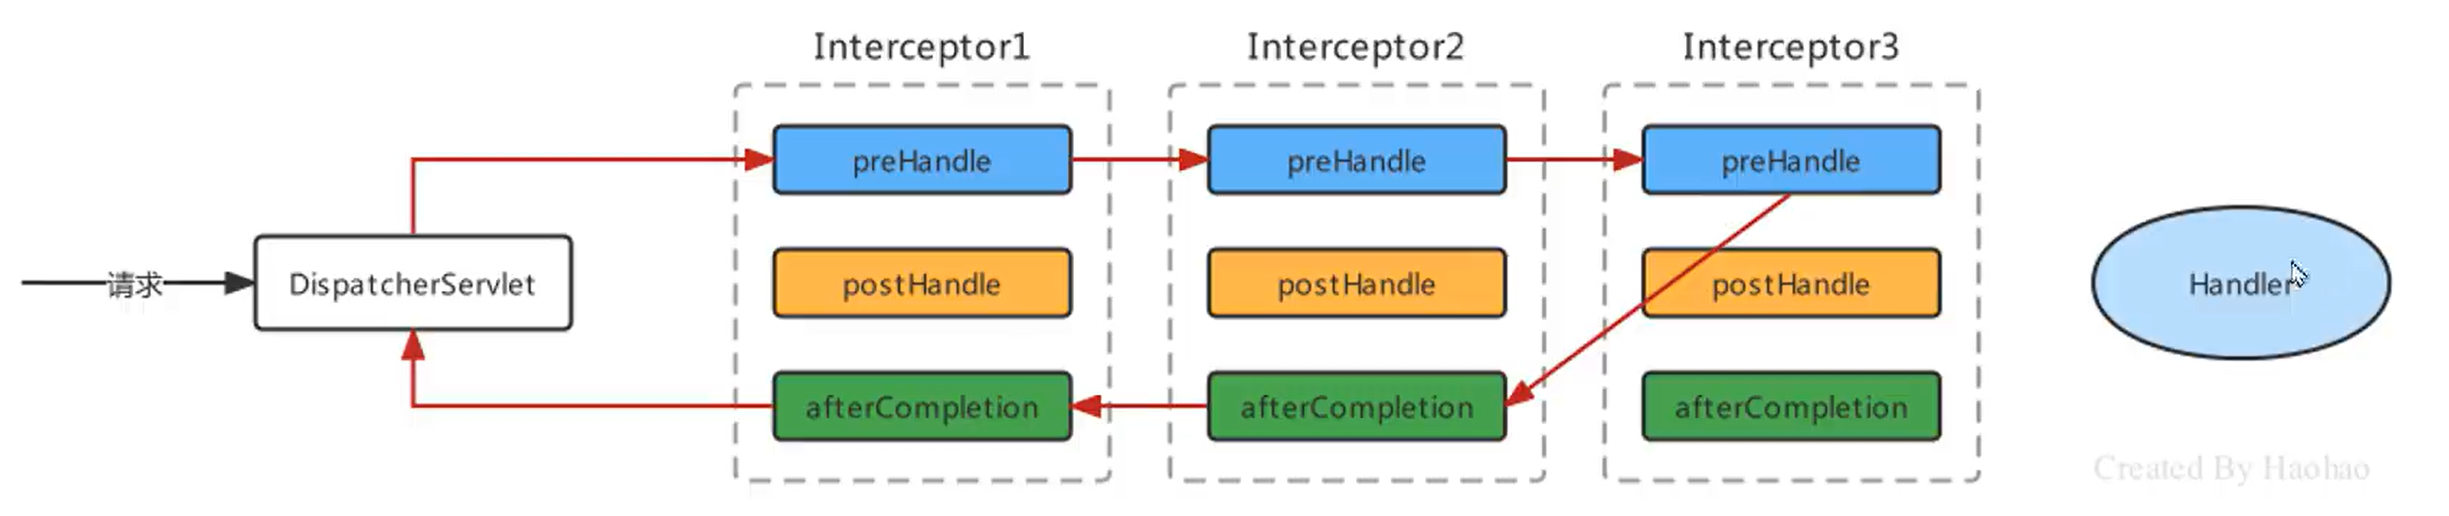 Interceptor1
Interceptor2
Interceptor3
preHandle
preHandle
preHandle
请求
DispatcherServlet
postHandle
postHandle
postHandle
Handler
afterCompletion
afterCompletion
afterCompletion
Created By Haohao